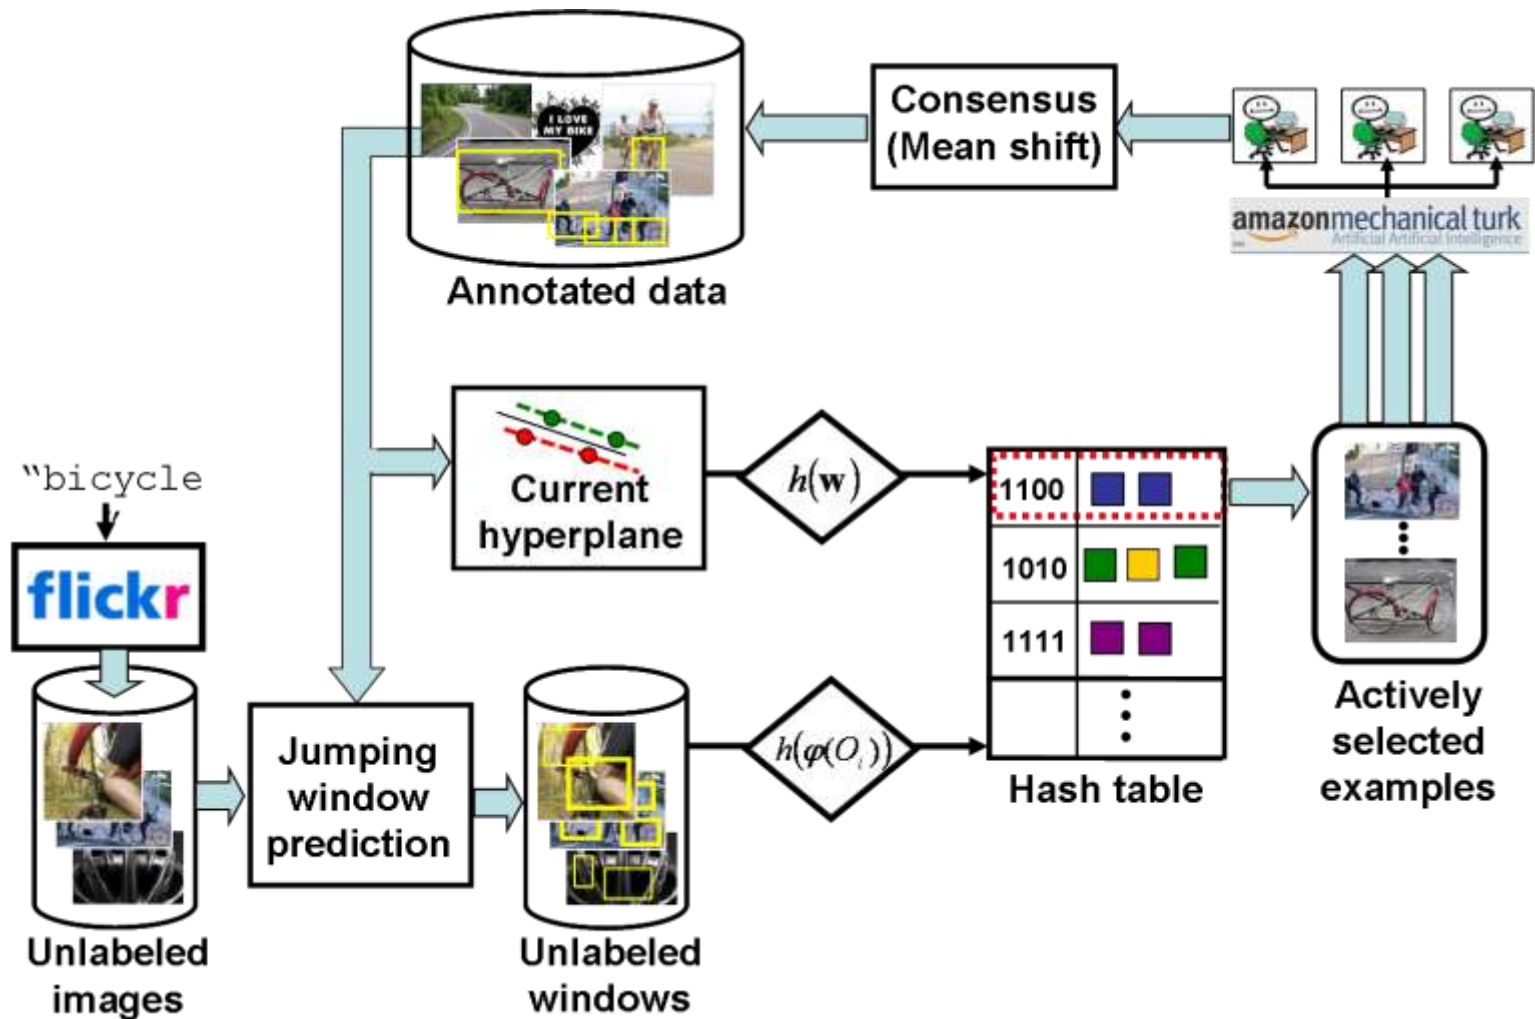 I LOVE
MY BIKE
Annotated data
Consensus
(Mean shift)
amazonmechanical turk
Artificial Artificial Intelligence
"bicycle
flickr
Unlabeled
images
Jumping
window
prediction
Unlabeled
windows
Current
hyperplane
h(w)
h(φ(Oᵢ))
1100
1010
1111
Hash table
Actively
selected
examples